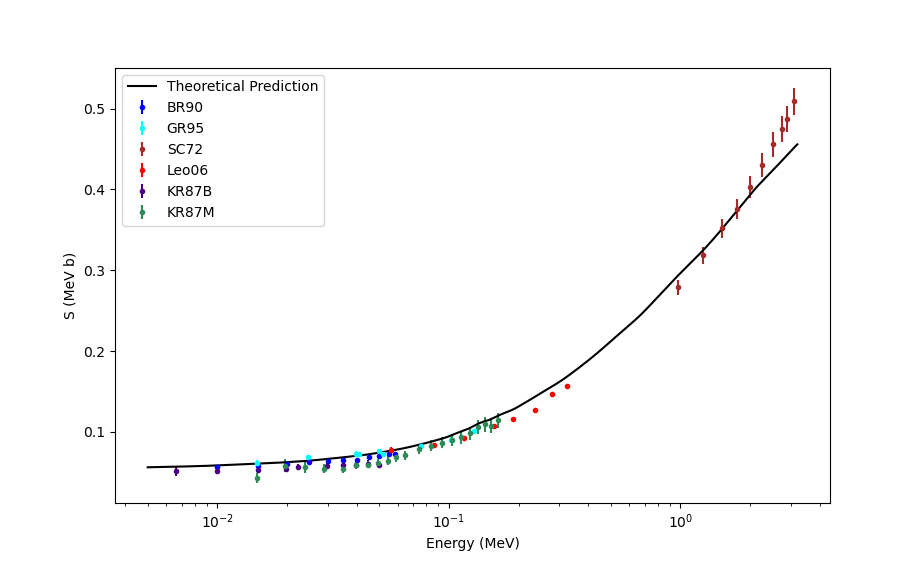 Theoretical Prediction
BR90
GR95
SC72
Leo06
KR87B
KR87M
S (MeV b)
0.5
0.4
0.3
0.2
0.1
10⁻²
10⁻¹
10⁰
Energy (MeV)